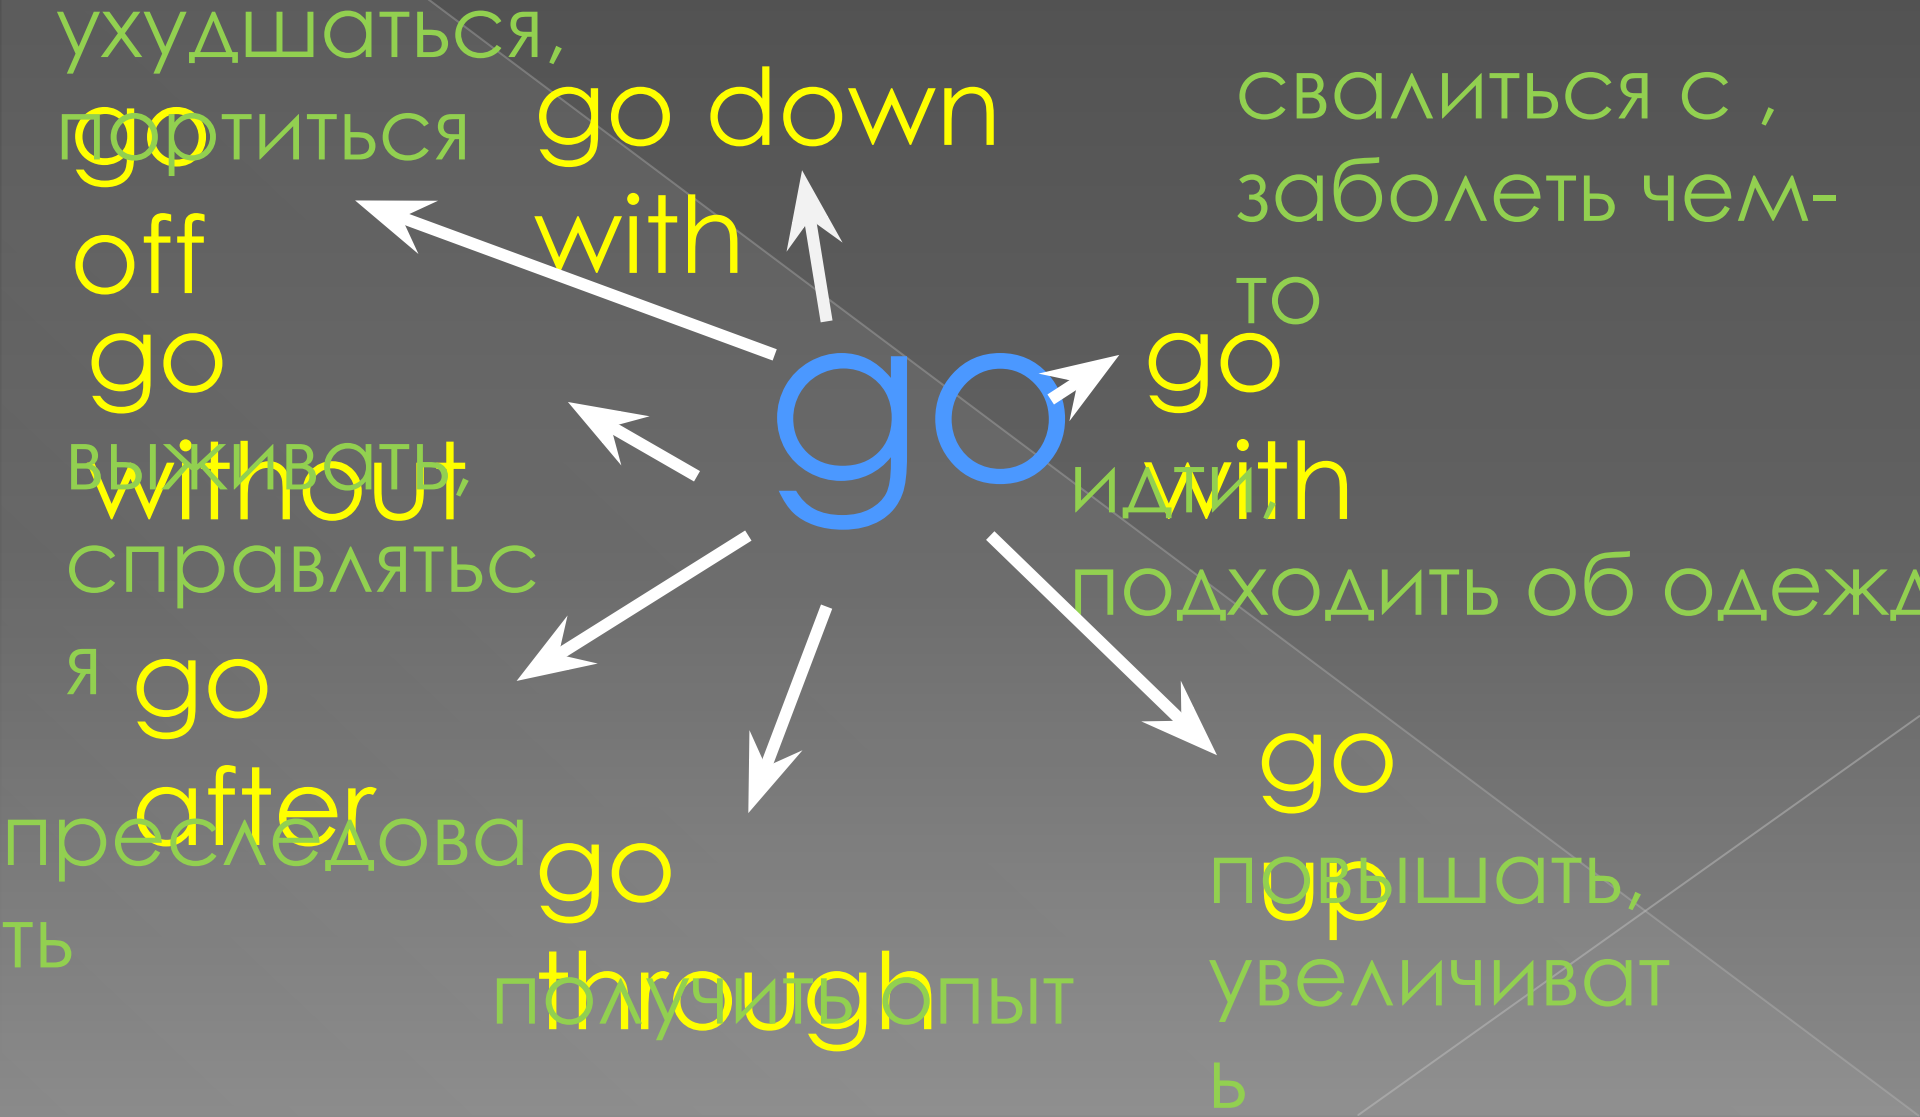 ухудшаться,
портиться
go
off
go down
with
свалиться с ,
заболеть чем-
то
go
without
выживать,
справлятьс
я
go
go
with
идти ,
подходить об одежд
go
after
преследова
ть
go
through
получить опыт
go
up
повышать,
увеличиват
ь